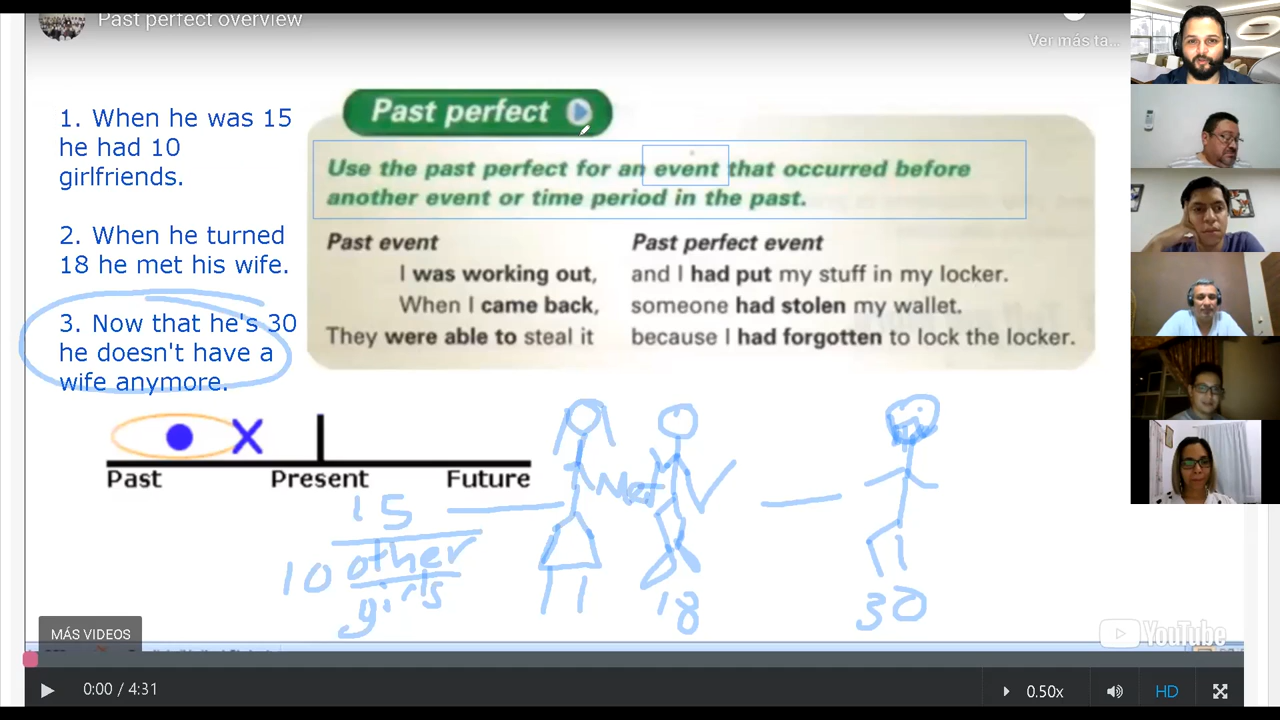 Past perfect overview
Ver más ta...
1. When he was 15
he had 10
girlfriends.
2. When he turned
18 he met his wife.
3. Now that he's 30
he doesn't have a
wife anymore.
Past perfect
Use the past perfect for an event that occurred before
another event or time period in the past.
Past event Past perfect event
I was working out, and I had put my stuff in my locker.
When I came back, someone had stolen my wallet.
They were able to steal it because I had forgotten to lock the locker.
Past Present Future
Met
15
10 other
girls
18
30
MÁS VIDEOS
YouTube
0:00 / 4:31
0.50x
HD